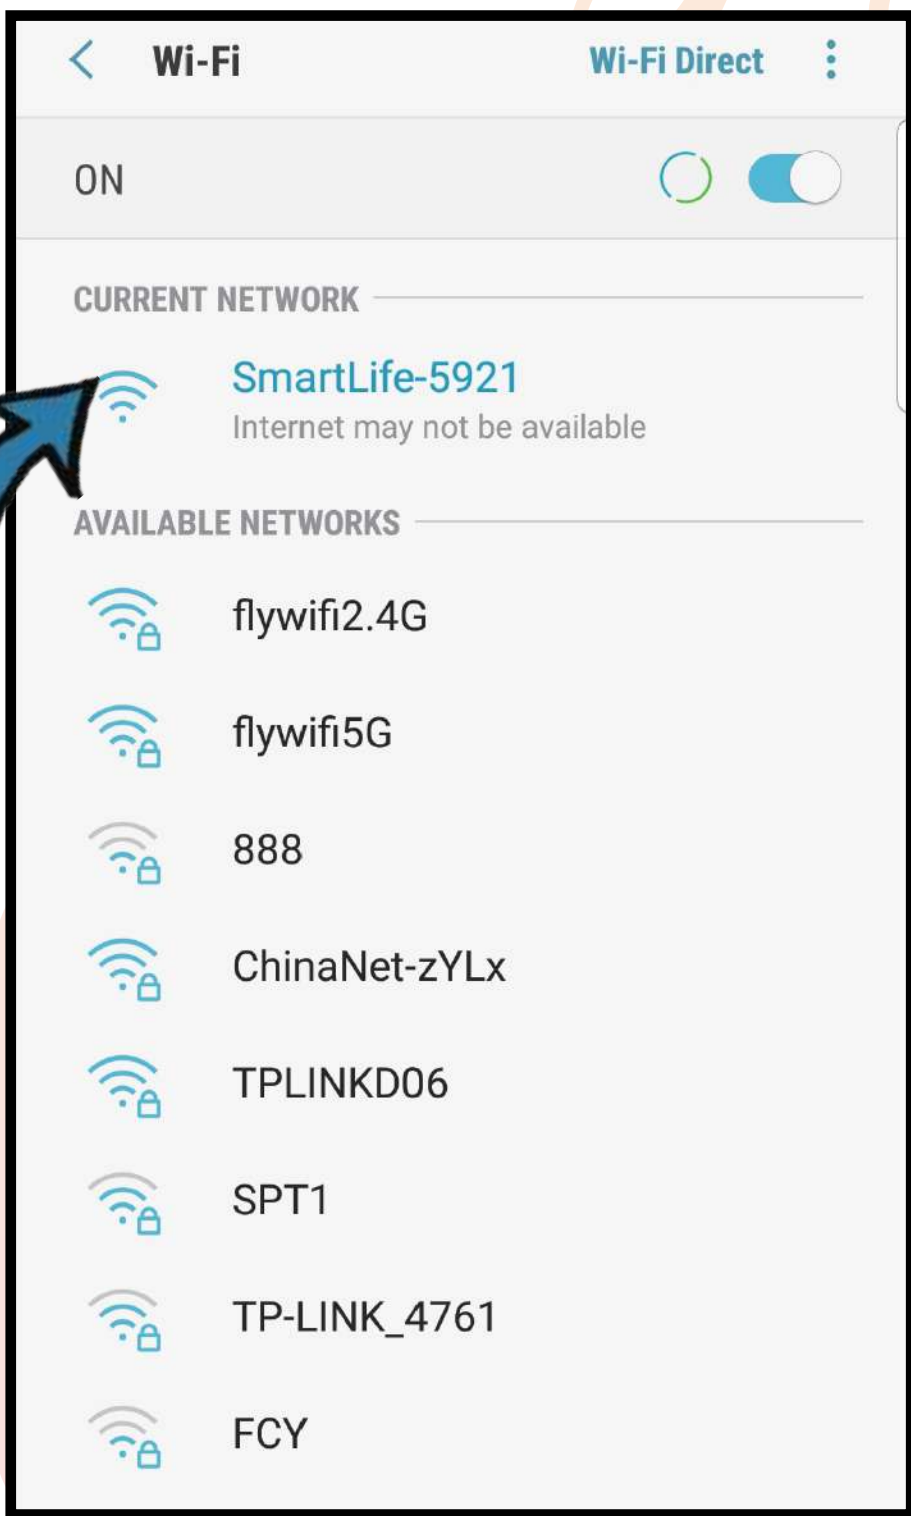 Wi-Fi Wi-Fi Direct
ON
CURRENT NETWORK
SmartLife-5921
Internet may not be available
AVAILABLE NETWORKS
flywifi2.4G
flywifi5G
888
ChinaNet-zYLx
TPLINKD06
SPT1
TP-LINK_4761
FCY